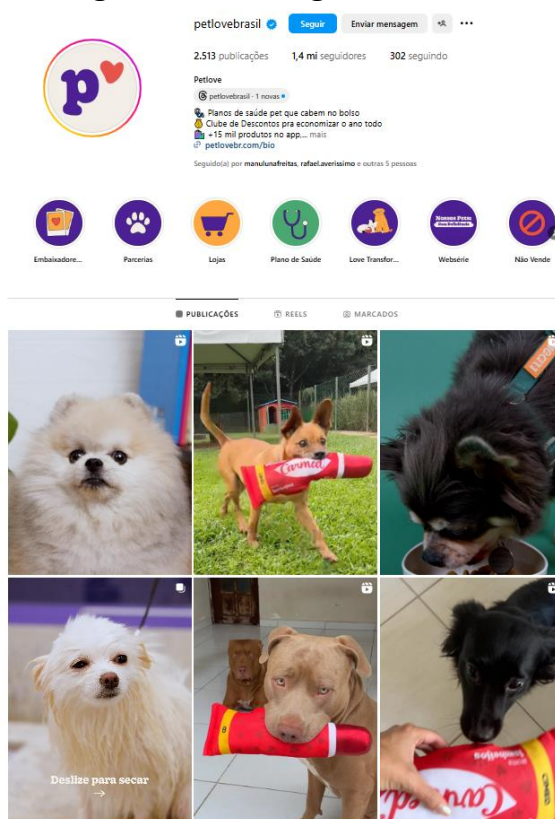 petlovebrasil
Seguir
Enviar mensagem
2.513 publicações
1,4 mi seguidores
302 seguindo
p
Petlove
petlovebrasil · 1 novas
Planos de saúde pet que cabem no bolso
Clube de Descontos pra economizar o ano todo
+15 mil produtos no app,... mais
petlovebr.com/bio
Seguido(a) por manulunafreitas, rafael.averissimo e outras 5 pessoas
Embaixadore...
Parcerias
Lojas
Plano de Saúde
Love Transfor...
Websérie
Não Vende
PUBLICAÇÕES
REELS
MARCADOS
Carmed
Deslize para secar
→
Carmed